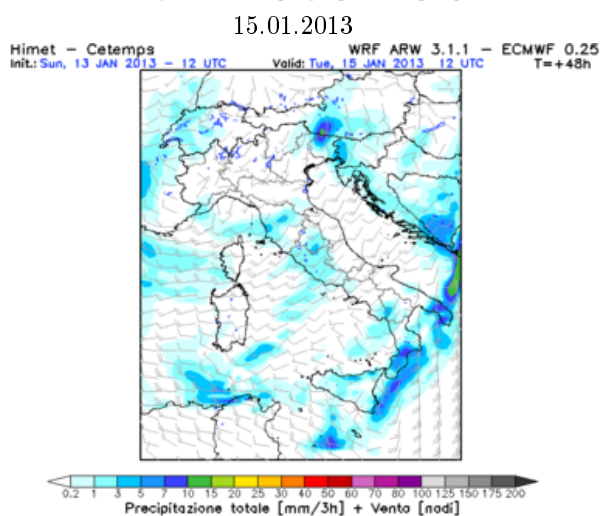 15.01.2013
Himet - Cetemps WRF ARW 3.1.1 - ECMWF 0.25
Init.: Sun, 13 JAN 2013 - 12 UTC Valid: Tue, 15 JAN 2013 12 UTC T=+48h
0.2 1 3 5 7 10 15 20 25 30 40 50 60 70 80 100 125 150 175 200
Precipitazione totale [mm/3h] + Vento [nodi]